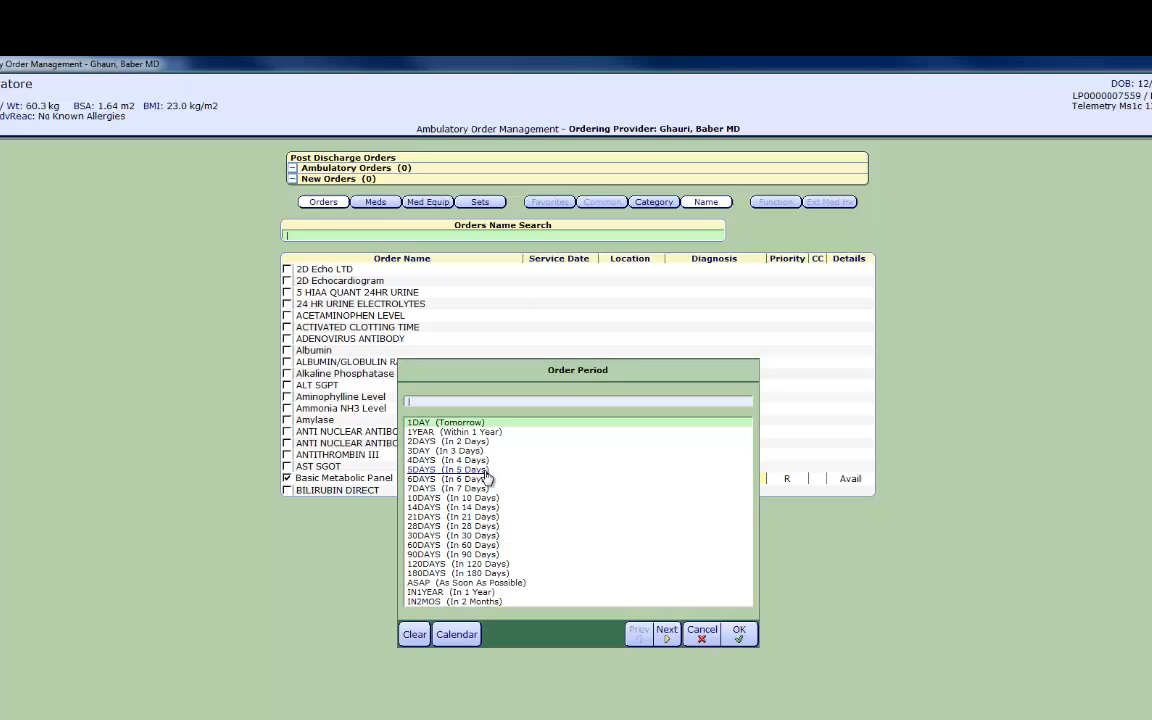 y Order Management - Ghauri, Baber MD
atore
DOB: 12/
LP0000007559 /
/ Wt: 60.3 kg BSA: 1.64 m2 BMI: 23.0 kg/m2
Telemetry Ms1c 1
dvReac: No Known Allergies
Ambulatory Order Management - Ordering Provider: Ghauri, Baber MD
Post Discharge Orders
Ambulatory Orders (0)
New Orders (0)
Orders Meds Med Equip Sets Favorites Common Category Name Function Ext Med Hx
Orders Name Search
Order Name Service Date Location Diagnosis Priority CC Details
2D Echo LTD
2D Echocardiogram
5 HIAA QUANT 24HR URINE
24 HR URINE ELECTROLYTES
ACETAMINOPHEN LEVEL
ACTIVATED CLOTTING TIME
ADENOVIRUS ANTIBODY
Albumin
ALBUMIN/GLOBULIN RA
Alkaline Phosphatase
ALT SGPT
Aminophylline Level
Ammonia NH3 Level
Amylase
ANTI NUCLEAR ANTIBO
ANTI NUCLEAR ANTIBO
ANTITHROMBIN III
AST SGOT
Basic Metabolic Panel R Avail
BILIRUBIN DIRECT
Order Period
1DAY (Tomorrow)
1YEAR (Within 1 Year)
2DAYS (In 2 Days)
3DAY (In 3 Days)
4DAYS (In 4 Days)
5DAYS (In 5 Days)
6DAYS (In 6 Days)
7DAYS (In 7 Days)
10DAYS (In 10 Days)
14DAYS (In 14 Days)
21DAYS (In 21 Days)
28DAYS (In 28 Days)
30DAYS (In 30 Days)
60DAYS (In 60 Days)
90DAYS (In 90 Days)
120DAYS (In 120 Days)
180DAYS (In 180 Days)
ASAP (As Soon As Possible)
IN1YEAR (In 1 Year)
IN2MOS (In 2 Months)
Clear Calendar Prev Next Cancel OK